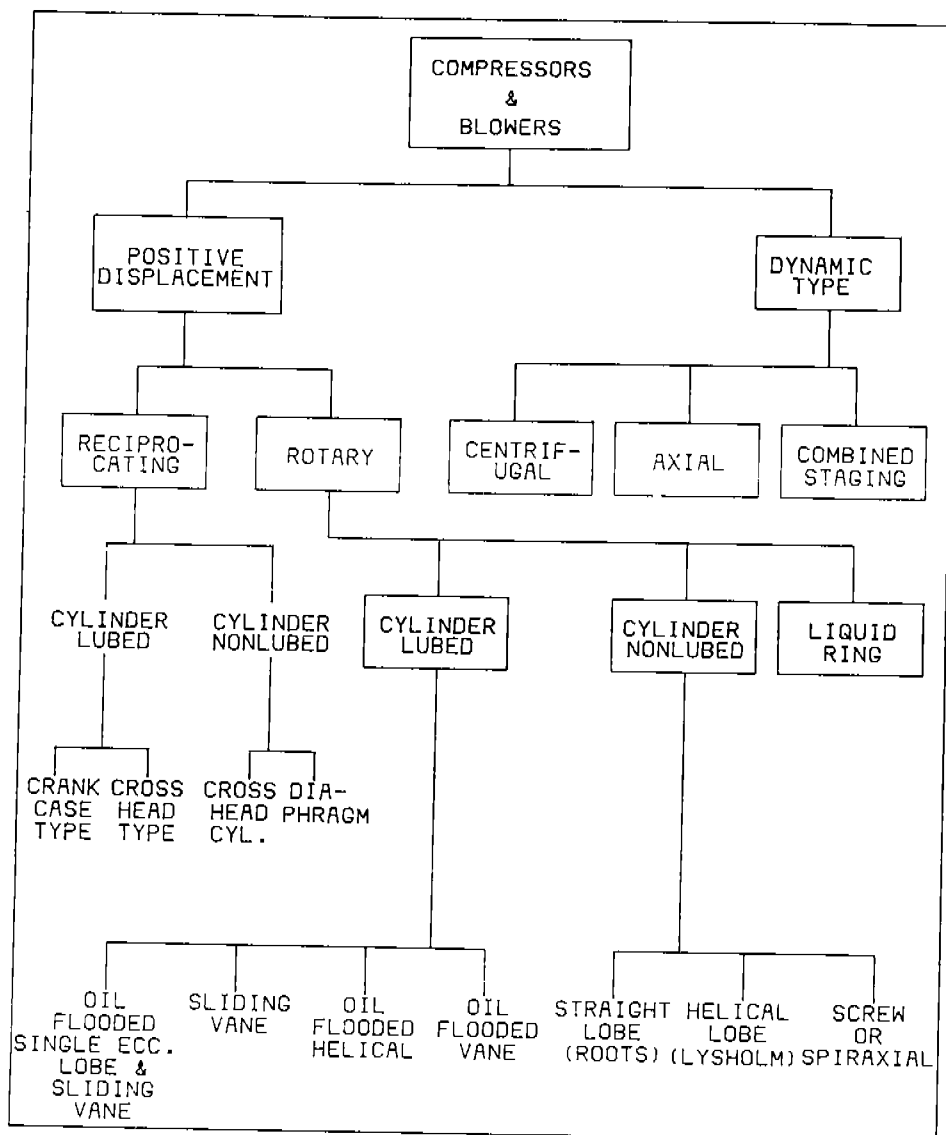 COMPRESSORS
&
BLOWERS
POSITIVE
DISPLACEMENT
DYNAMIC
TYPE
RECIPRO-
CATING
ROTARY
CENTRIF-
UGAL
AXIAL
COMBINED
STAGING
CYLINDER
LUBED
CYLINDER
NONLUBED
CYLINDER
LUBED
CYLINDER
NONLUBED
LIQUID
RING
CRANK
CASE
TYPE
CROSS
HEAD
TYPE
CROSS
HEAD
CYL.
DIA-
PHRAGM
OIL
FLOODED
SINGLE ECC.
LOBE &
SLIDING
VANE
SLIDING
VANE
OIL
FLOODED
HELICAL
OIL
FLOODED
VANE
STRAIGHT
LOBE
(ROOTS)
HELICAL
LOBE
(LYSHOLM)
SCREW
OR
SPIRAXIAL